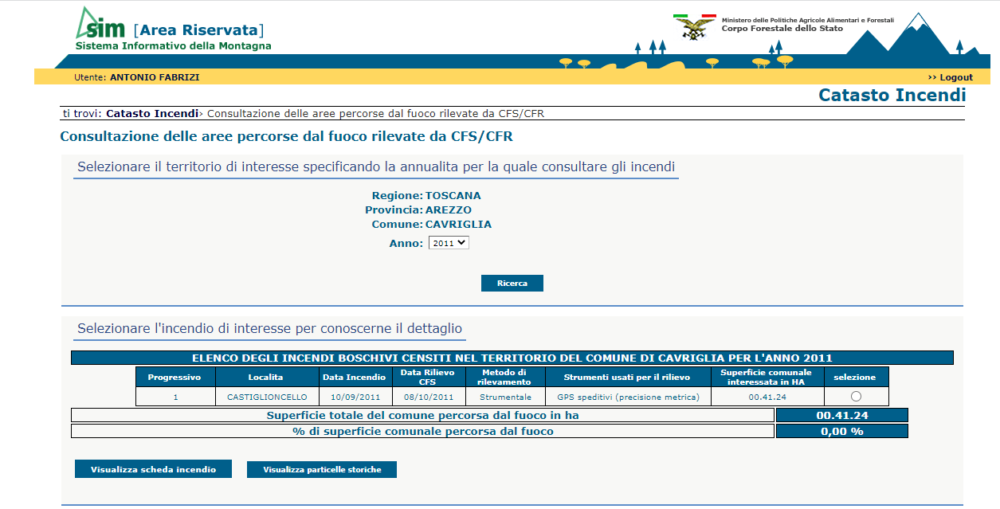 sim [Area Riservata]
Sistema Informativo della Montagna
Ministero delle Politiche Agricole Alimentari e Forestali
Corpo Forestale dello Stato
Utente: ANTONIO FABRIZI
›› Logout
Catasto Incendi
ti trovi: Catasto Incendi› Consultazione delle aree percorse dal fuoco rilevate da CFS/CFR
Consultazione delle aree percorse dal fuoco rilevate da CFS/CFR
Selezionare il territorio di interesse specificando la annualita per la quale consultare gli incendi
Regione: TOSCANA
Provincia: AREZZO
Comune: CAVRIGLIA
Anno: 2011
Ricerca
Selezionare l'incendio di interesse per conoscerne il dettaglio
ELENCO DEGLI INCENDI BOSCHIVI CENSITI NEL TERRITORIO DEL COMUNE DI CAVRIGLIA PER L'ANNO 2011
Progressivo Localita Data Incendio Data Rilievo CFS Metodo di rilevamento Strumenti usati per il rilievo Superficie comunale interessata in HA selezione
1 CASTIGLIONCELLO 10/09/2011 08/10/2011 Strumentale GPS speditivi (precisione metrica) 00.41.24
Superficie totale del comune percorsa dal fuoco in ha 00.41.24
% di superficie comunale percorsa dal fuoco 0,00 %
Visualizza scheda incendio Visualizza particelle storiche